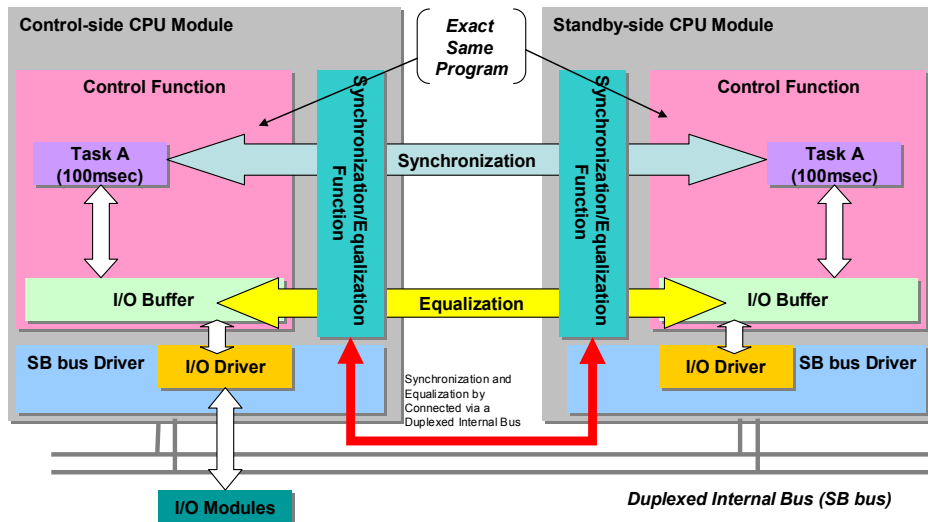 Control-side CPU Module
Exact
Same
Program
Standby-side CPU Module
Control Function
Synchronization/Equalization
Function
Synchronization/Equalization
Function
Control Function
Task A
(100msec)
Synchronization
Task A
(100msec)
I/O Buffer
Equalization
I/O Buffer
SB bus Driver
I/O Driver
Synchronization and
Equalization by
Connected via a
Duplexed Internal Bus
I/O Driver
SB bus Driver
I/O Modules
Duplexed Internal Bus (SB bus)